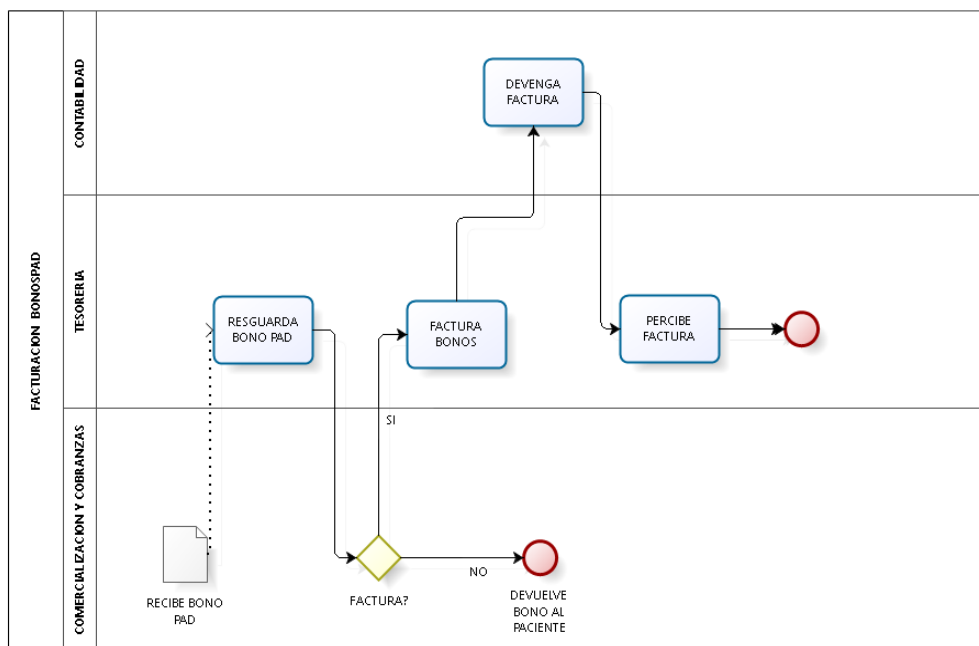 FACTURACION BONOSPAD
CONTABILIDAD
DEVENGA
FACTURA
TESORERIA
RESGUARDA
BONO PAD
FACTURA
BONOS
PERCIBE
FACTURA
COMERCIALIZACION Y COBRANZAS
SI
RECIBE BONO
PAD
FACTURA?
NO
DEVUELVE
BONO AL
PACIENTE